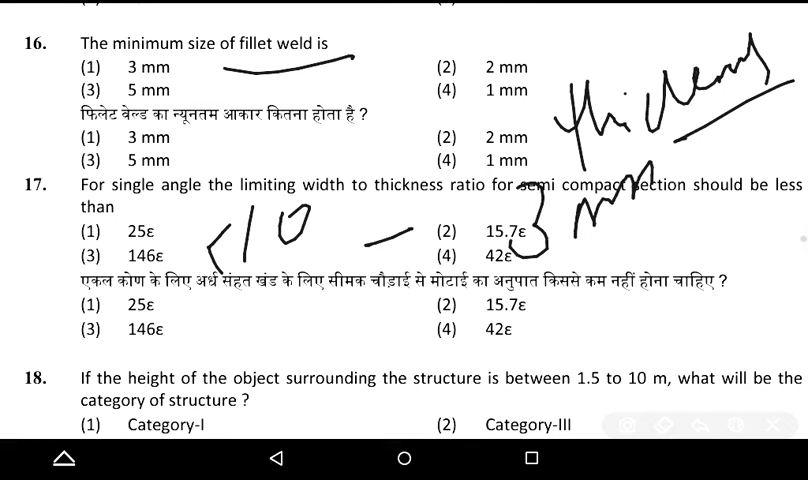 16. The minimum size of fillet weld is
(1) 3 mm (2) 2 mm
(3) 5 mm (4) 1 mm
फिलेट वेल्ड का न्यूनतम आकार कितना होता है ?
(1) 3 mm (2) 2 mm
(3) 5 mm (4) 1 mm
thickness
17. For single angle the limiting width to thickness ratio for semi compact section should be less
than
(1) 25ε (2) 15.7ε
(3) 146ε (4) 42ε
<10 – 3 mm
एकल कोण के लिए अर्ध संहत खंड के लिए सीमक चौड़ाई से मोटाई का अनुपात किससे कम नहीं होना चाहिए ?
(1) 25ε (2) 15.7ε
(3) 146ε (4) 42ε
18. If the height of the object surrounding the structure is between 1.5 to 10 m, what will be the
category of structure ?
(1) Category-I (2) Category-III